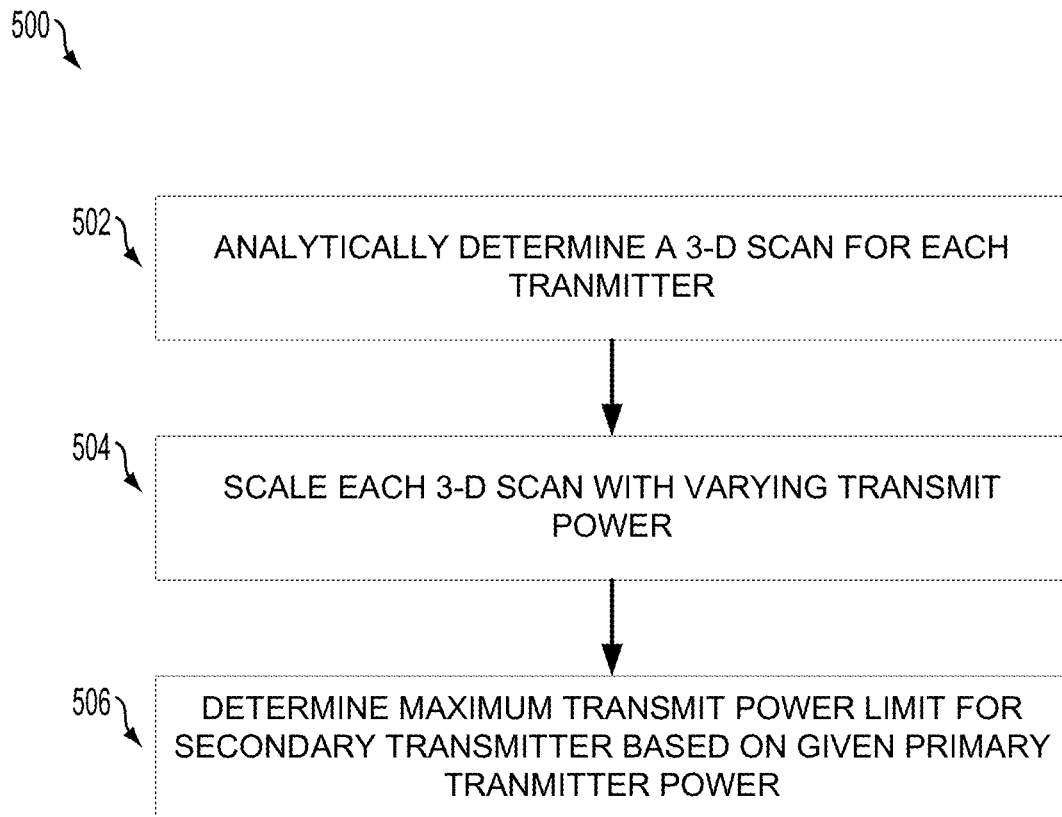 500
502
ANALYTICALLY DETERMINE A 3-D SCAN FOR EACH
TRANMITTER
504
SCALE EACH 3-D SCAN WITH VARYING TRANSMIT
POWER
506
DETERMINE MAXIMUM TRANSMIT POWER LIMIT FOR
SECONDARY TRANSMITTER BASED ON GIVEN PRIMARY
TRANMITTER POWER